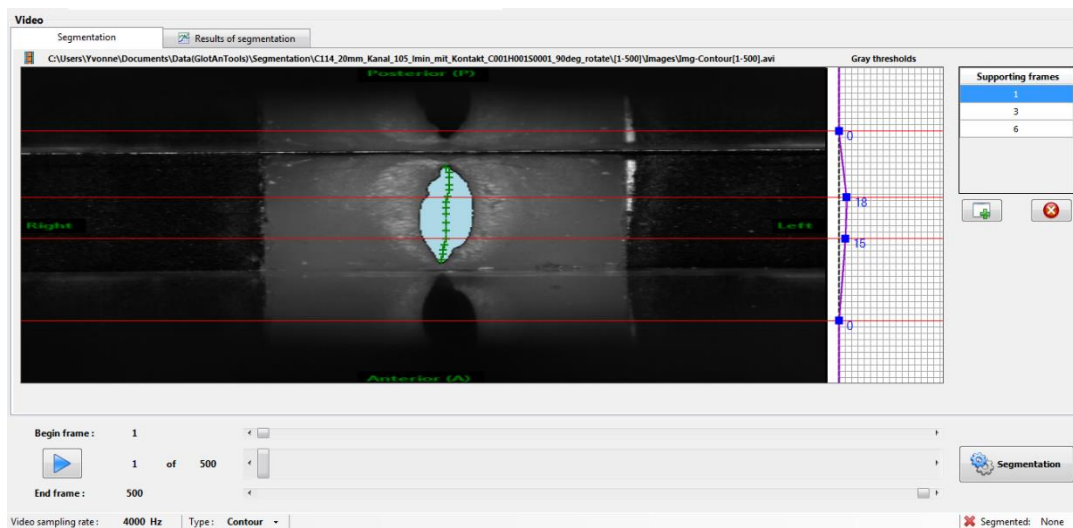 Video
Segmentation
Results of segmentation
C:\Users\Yvonne\Documents\Data(GlotAnTools)\Segmentation\C114_20mm_Kanal_105_lmin_mit_Kontakt_C001H001S0001_90deg_rotate\[1-500]\Images\Img-Contour[1-500].avi
Gray thresholds
Supporting frames
Posterior (P)
1
3
6
0
18
Right
Left
15
0
Anterior (A)
Begin frame :
1
1 of 500
Segmentation
End frame :
500
Video sampling rate : 4000 Hz
Type : Contour
Segmented: None